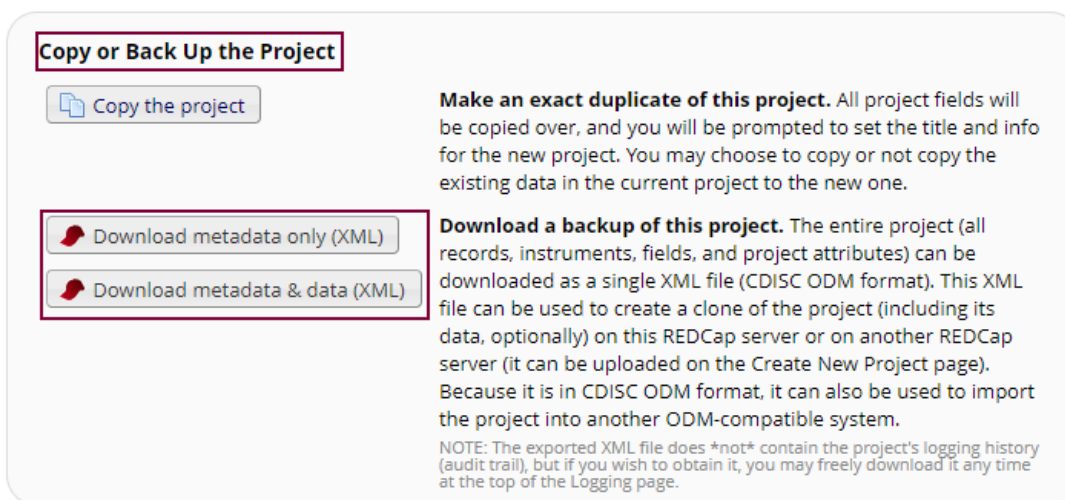 Copy or Back Up the Project
Copy the project
Make an exact duplicate of this project. All project fields will
be copied over, and you will be prompted to set the title and info
for the new project. You may choose to copy or not copy the
existing data in the current project to the new one.
Download metadata only (XML)
Download metadata & data (XML)
Download a backup of this project. The entire project (all
records, instruments, fields, and project attributes) can be
downloaded as a single XML file (CDISC ODM format). This XML
file can be used to create a clone of the project (including its
data, optionally) on this REDCap server or on another REDCap
server (it can be uploaded on the Create New Project page).
Because it is in CDISC ODM format, it can also be used to import
the project into another ODM-compatible system.
NOTE: The exported XML file does *not* contain the project's logging history
(audit trail), but if you wish to obtain it, you may freely download it any time
at the top of the Logging page.